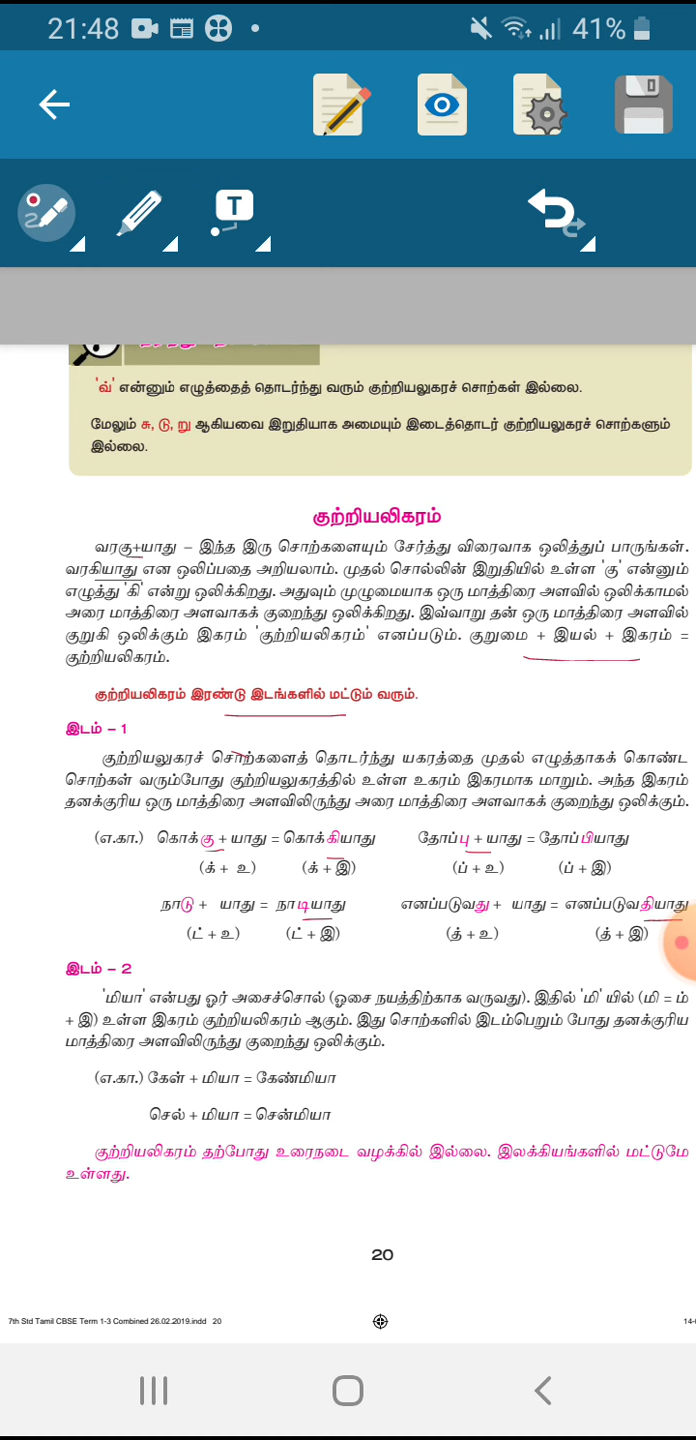 21:48 41%
T
'வ்' என்னும் எழுத்தைத் தொடர்ந்து வரும் குற்றியலுகரச் சொற்கள் இல்லை.
மேலும் சு, டு, று ஆகியவை இறுதியாக அமையும் இடைத்தொடர் குற்றியலுகரச் சொற்களும்
இல்லை.
குற்றியலிகரம்
வரகு+யாது – இந்த இரு சொற்களையும் சேர்த்து விரைவாக ஒலித்துப் பாருங்கள்.
வரகியாது என ஒலிப்பதை அறியலாம். முதல் சொல்லின் இறுதியில் உள்ள 'கு' என்னும்
எழுத்து 'கி' என்று ஒலிக்கிறது. அதுவும் முழுமையாக ஒரு மாத்திரை அளவில் ஒலிக்காமல்
அரை மாத்திரை அளவாகக் குறைந்து ஒலிக்கிறது. இவ்வாறு தன் ஒரு மாத்திரை அளவில்
குறுகி ஒலிக்கும் இகரம் 'குற்றியலிகரம்' எனப்படும். குறுமை + இயல் + இகரம் =
குற்றியலிகரம்.
குற்றியலிகரம் இரண்டு இடங்களில் மட்டும் வரும்.
இடம் – 1
குற்றியலுகரச் சொற்களைத் தொடர்ந்து யகரத்தை முதல் எழுத்தாகக் கொண்ட
சொற்கள் வரும்போது குற்றியலுகரத்தில் உள்ள உகரம் இகரமாக மாறும். அந்த இகரம்
தனக்குரிய ஒரு மாத்திரை அளவிலிருந்து அரை மாத்திரை அளவாகக் குறைந்து ஒலிக்கும்.
(எ.கா.) கொக்கு + யாது = கொக்கியாது தோப்பு + யாது = தோப்பியாது
(க் + உ) (க் + இ) (ப் + உ) (ப் + இ)
நாடு + யாது = நாடியாது எனப்படுவது + யாது = எனப்படுவதியாது
(ட் + உ) (ட் + இ) (த் + உ) (த் + இ)
இடம் – 2
'மியா' என்பது ஓர் அசைச்சொல் (ஓசை நயத்திற்காக வருவது). இதில் 'மி' யில் (மி = ம்
+ இ) உள்ள இகரம் குற்றியலிகரம் ஆகும். இது சொற்களில் இடம்பெறும் போது தனக்குரிய
மாத்திரை அளவிலிருந்து குறைந்து ஒலிக்கும்.
(எ.கா.) கேள் + மியா = கேண்மியா
செல் + மியா = சென்மியா
குற்றியலிகரம் தற்போது உரைநடை வழக்கில் இல்லை. இலக்கியங்களில் மட்டுமே
உள்ளது.
20
7th Std Tamil CBSE Term 1-3 Combined 26.02.2019.indd 20 14-